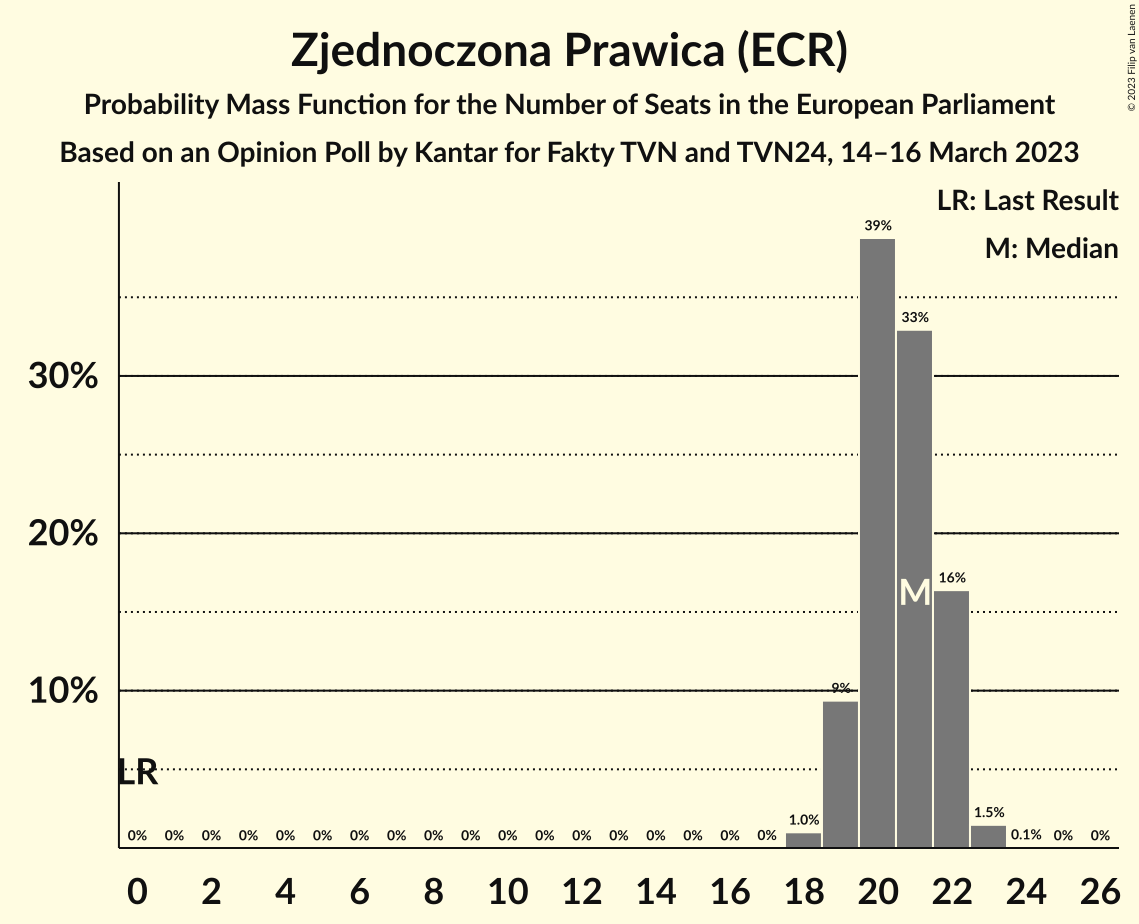 Zjednoczona Prawica (ECR)
Probability Mass Function for the Number of Seats in the European Parliament
Based on an Opinion Poll by Kantar for Fakty TVN and TVN24, 14–16 March 2023
© 2023 Filip van Laenen
LR: Last Result
M: Median
39%
33%
30%
20%
16%
M
10%
9%
LR
1.5%
1.0%
0% 0% 0% 0% 0% 0% 0% 0% 0% 0% 0% 0% 0% 0% 0% 0% 0% 0% 0.1% 0% 0%
0 2 4 6 8 10 12 14 16 18 20 22 24 26